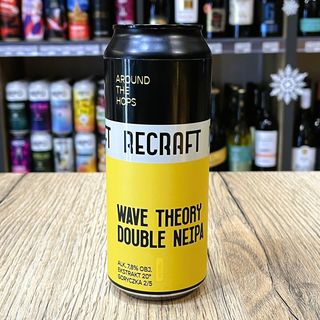 AROUND
THE
HOPS
T RECRAFT
WAVE THEORY
DOUBLE NEIPA
ALK. 7,8% OBJ.
EKSTRAKT 20°
GORYCZKA 2/5